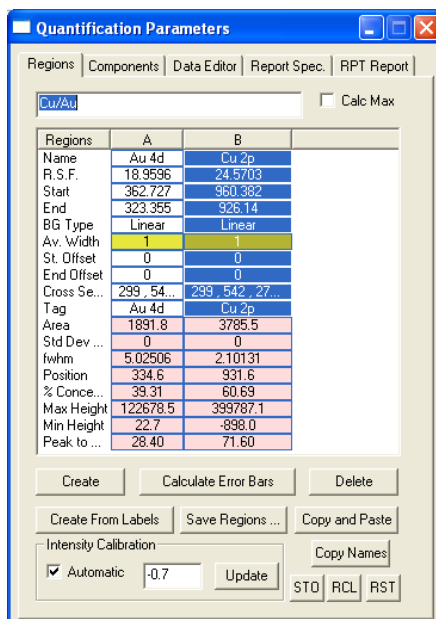 Quantification Parameters
Regions Components Data Editor Report Spec. RPT Report
Cu/Au Calc Max
Regions A B
Name Au 4d Cu 2p
R.S.F. 18.9596 24.5703
Start 362.727 960.382
End 323.355 926.14
BG Type Linear Linear
Av. Width 1 1
St. Offset 0 0
End Offset 0 0
Cross Se... 299 , 54... 299 , 542 , 27...
Tag Au 4d Cu 2p
Area 1891.8 3785.5
Std Dev ... 0 0
fwhm 5.02506 2.10131
Position 334.6 931.6
% Conce... 39.31 60.69
Max Height 122678.5 399787.1
Min Height 22.7 -898.0
Peak to ... 28.40 71.60
Create Calculate Error Bars Delete
Create From Labels Save Regions ... Copy and Paste
Intensity Calibration
Copy Names
Automatic -0.7 Update
STO RCL RST